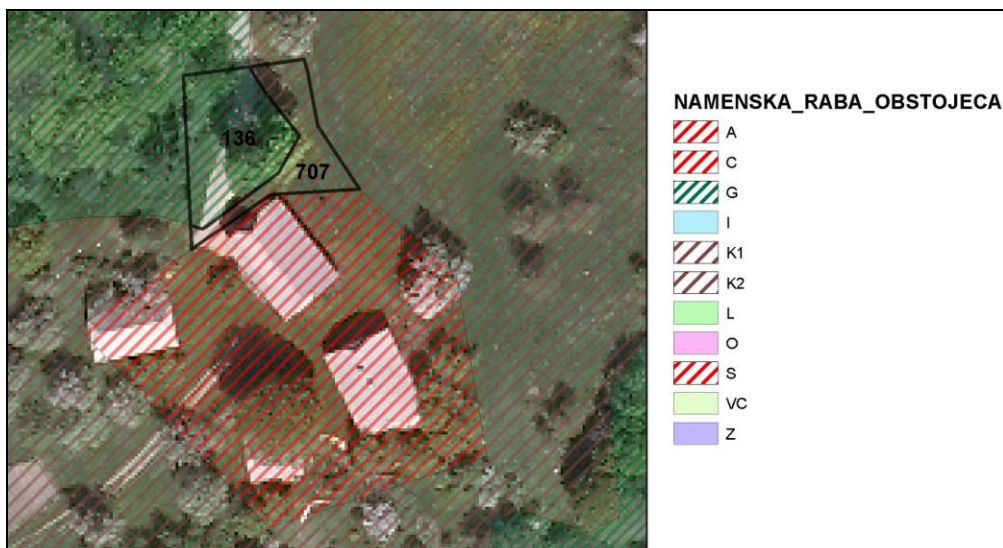 136
707
NAMENSKA_RABA_OBSTOJECA
A
C
G
I
K1
K2
L
O
S
VC
Z